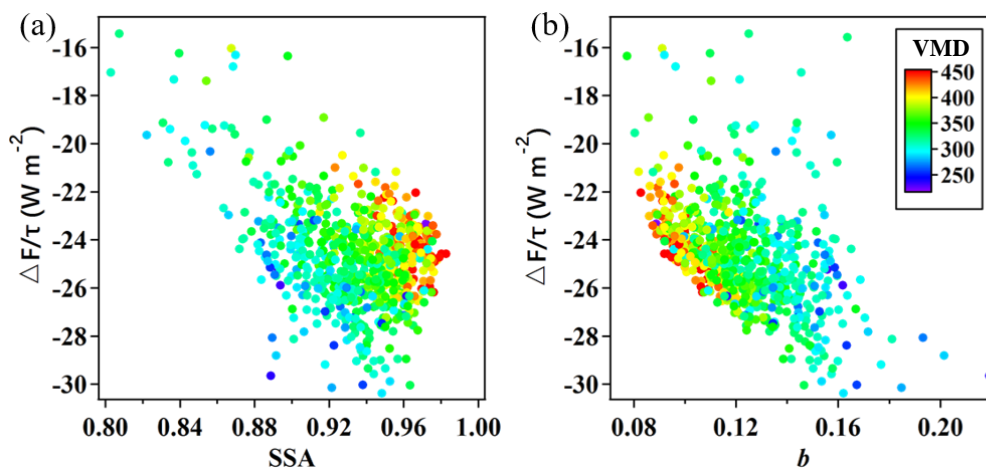 (a)
△F/τ (W m⁻²)
-16
-18
-20
-22
-24
-26
-28
-30
0.80 0.84 0.88 0.92 0.96 1.00
SSA
(b)
△F/τ (W m⁻²)
-16
-18
-20
-22
-24
-26
-28
-30
0.08 0.12 0.16 0.20
b
VMD
450
400
350
300
250